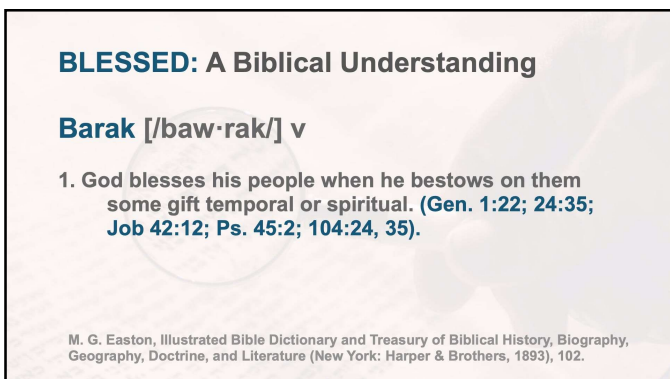 BLESSED: A Biblical Understanding
Barak [/baw·rak/] v
1. God blesses his people when he bestows on them
some gift temporal or spiritual. (Gen. 1:22; 24:35;
Job 42:12; Ps. 45:2; 104:24, 35).
M. G. Easton, Illustrated Bible Dictionary and Treasury of Biblical History, Biography,
Geography, Doctrine, and Literature (New York: Harper & Brothers, 1893), 102.